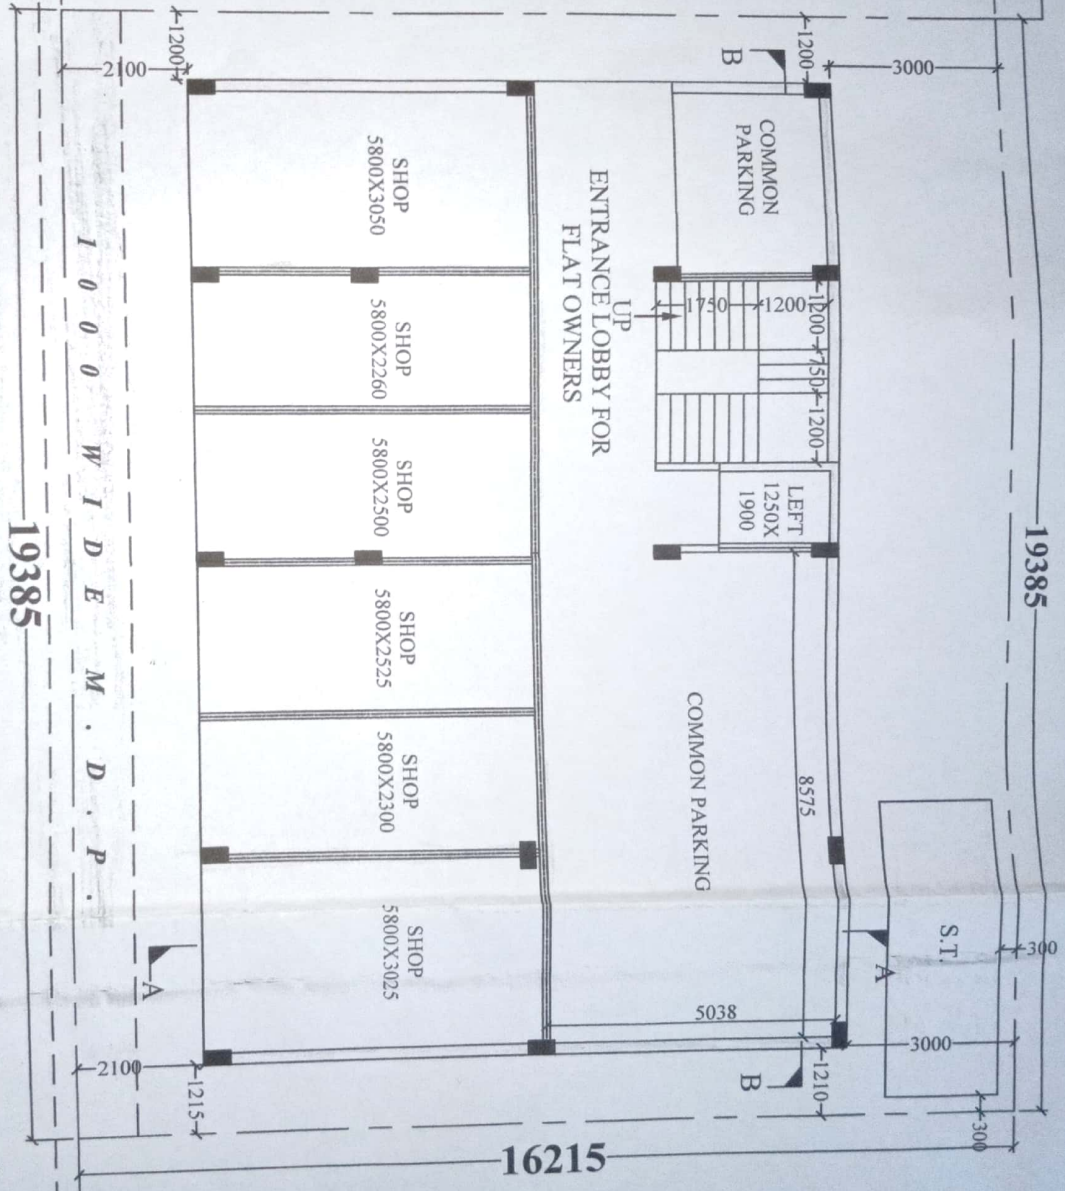 1200
2100
B
1200
3000
COMMON
PARKING
SHOP
5800X3050
ENTRANCE LOBBY FOR
FLAT OWNERS
UP
1750
1200
1200
750
1200
SHOP
5800X2260
SHOP
5800X2500
LEFT
1250X
1900
1000 WIDE M.D.P.
19385
19385
SHOP
5800X2525
COMMON PARKING
8575
SHOP
5800X2300
SHOP
5800X3025
S.T.
300
A
A
5038
3000
2100
1215
B
1210
300
16215